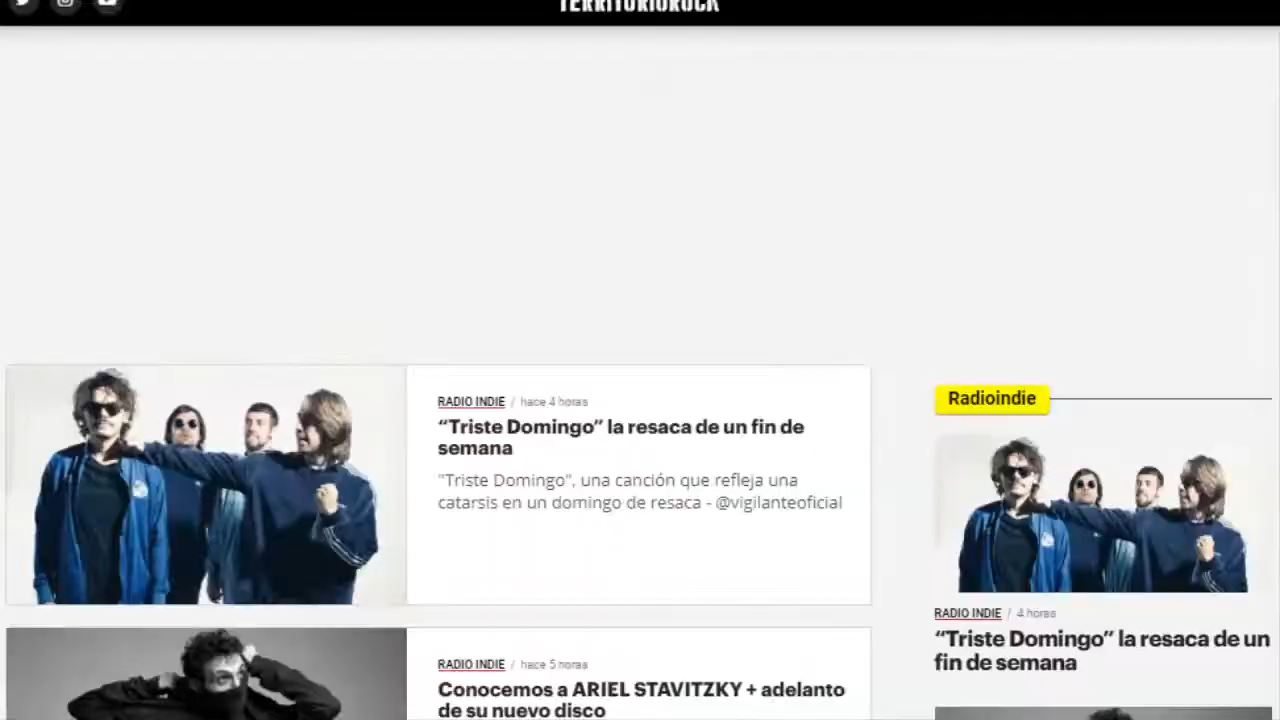 TERRITORIOROCK
RADIO INDIE / hace 4 horas
“Triste Domingo” la resaca de un fin de
semana
"Triste Domingo", una canción que refleja una
catarsis en un domingo de resaca - @vigilanteoficial
RADIO INDIE / hace 5 horas
Conocemos a ARIEL STAVITZKY + adelanto
de su nuevo disco
Radioindie
RADIO INDIE / 4 horas
“Triste Domingo” la resaca de un
fin de semana